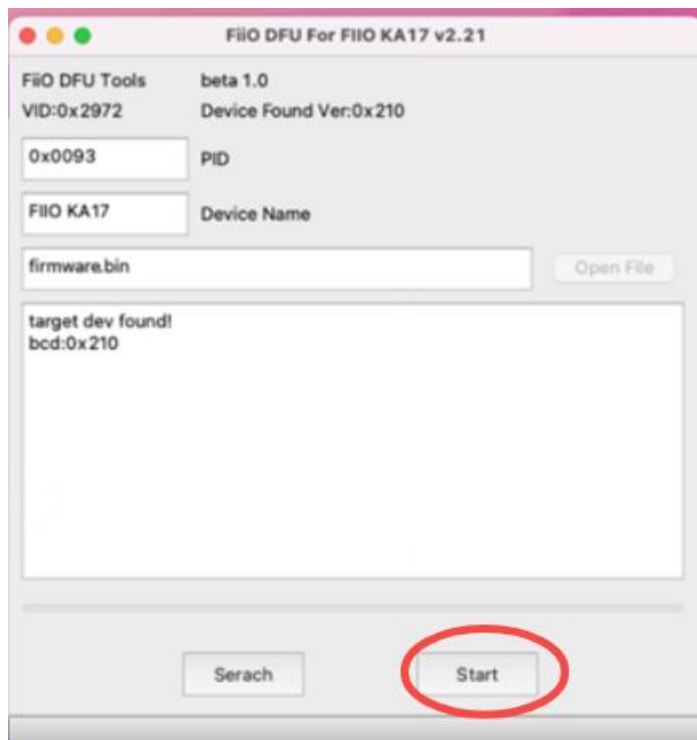 FiiO DFU For FIIO KA17 v2.21
FiiO DFU Tools beta 1.0
VID:0x2972 Device Found Ver:0x210
0x0093 PID
FIIO KA17 Device Name
firmware.bin Open File
target dev found!
bcd:0x210
Serach Start